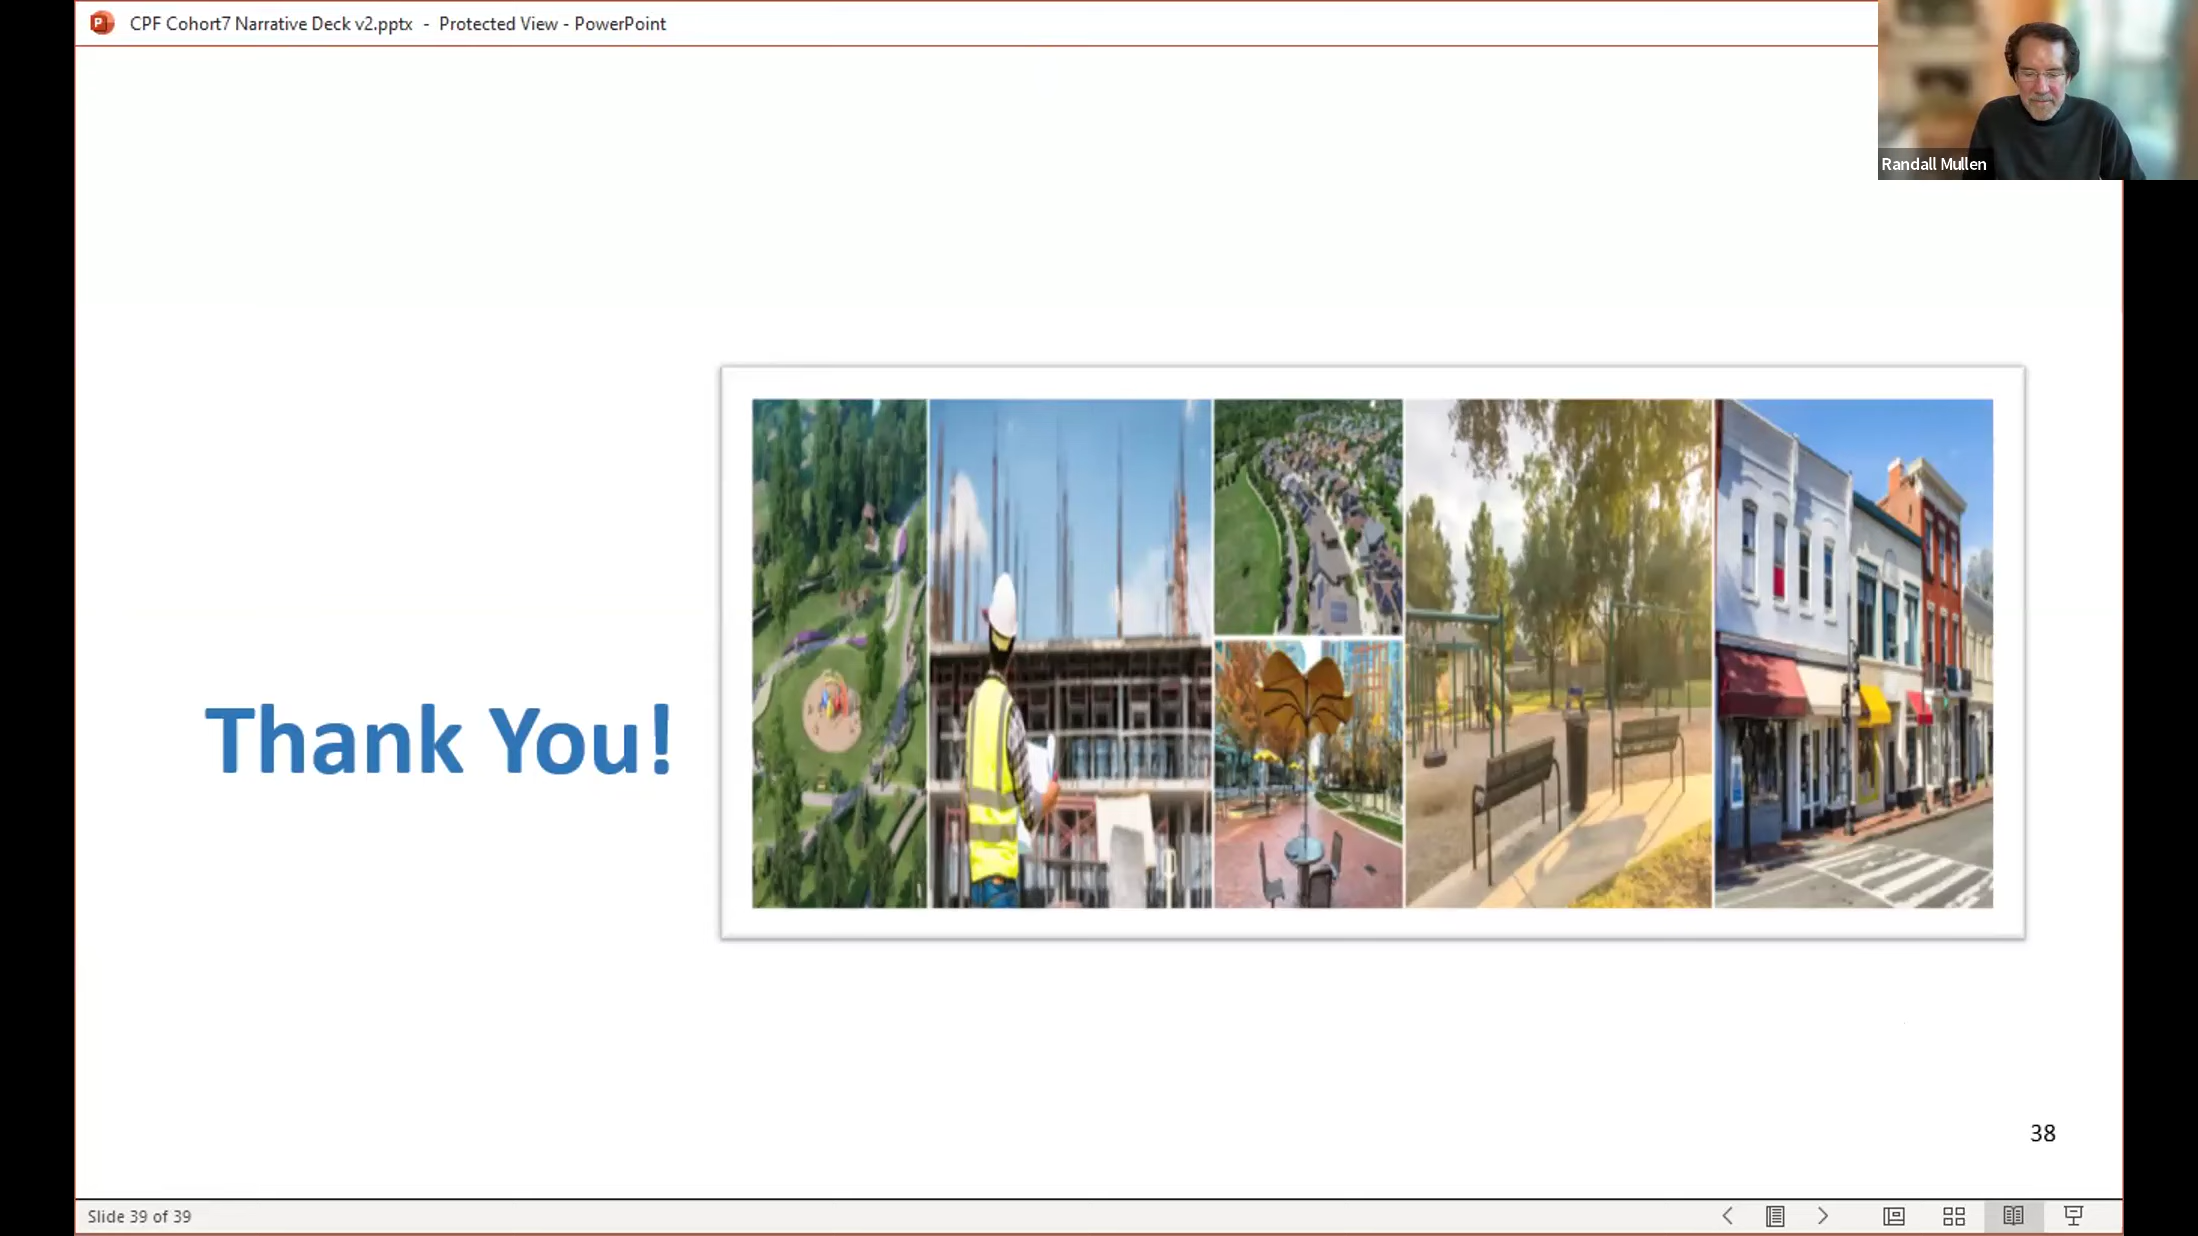 CPF Cohort7 Narrative Deck v2.pptx - Protected View - PowerPoint
Randall Mullen
Thank You!
38
Slide 39 of 39